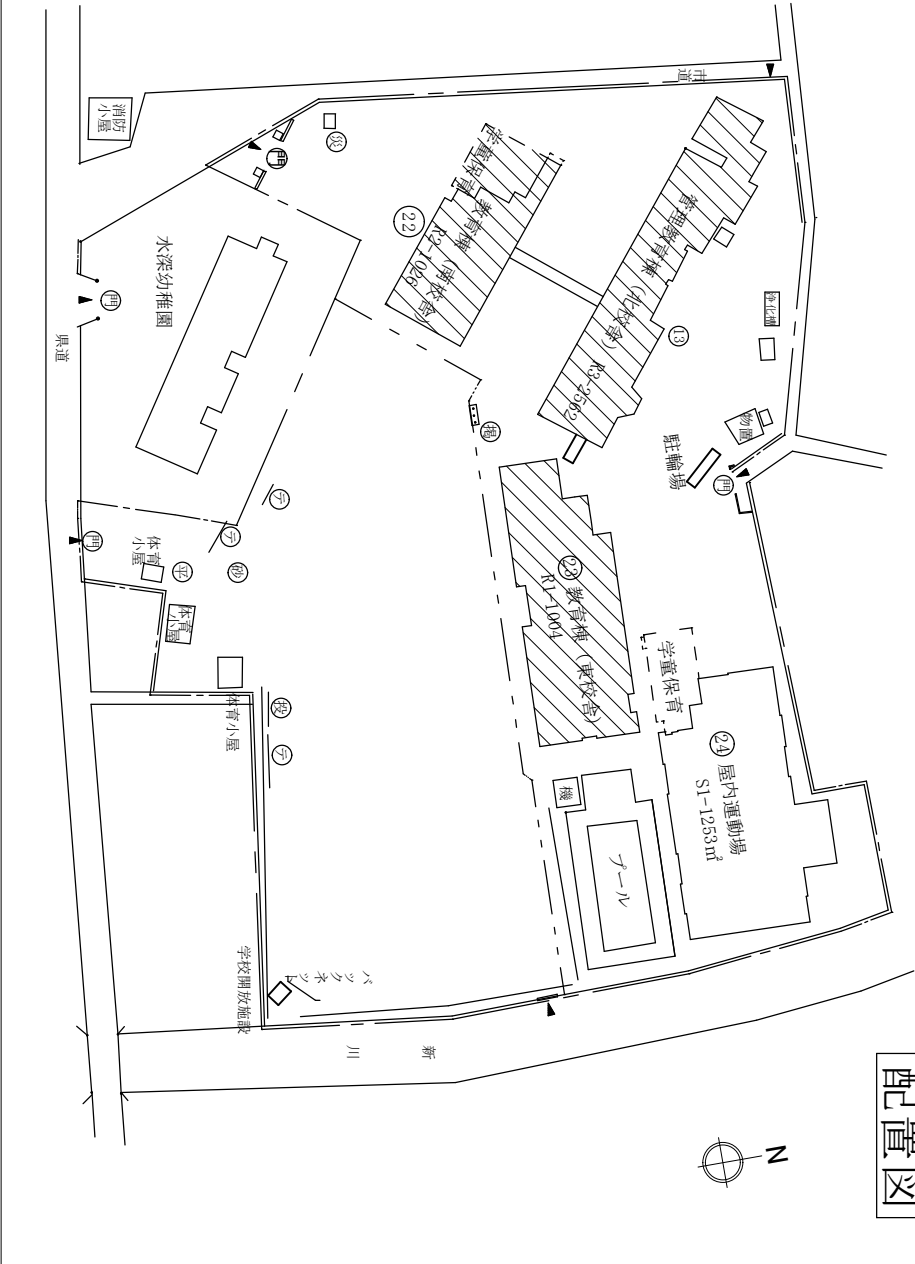 配置図
N
市道
消防
小屋
災
門
門
水深幼稚園
県道
学童保育
教育棟（南校舎）
22
R2-1026
管理教育棟（北校舎） R3-2562
13
浄化槽
物置
駐輪場
門
掲
23 教育棟（東校舎）
R1-1004
学童保育
24 屋内運動場
S1-1253㎡
機
プール
テ
テ
砂
平
門
体育
小屋
体育
小屋
体育小屋
投
テ
バックネット
学校開放施設
新川